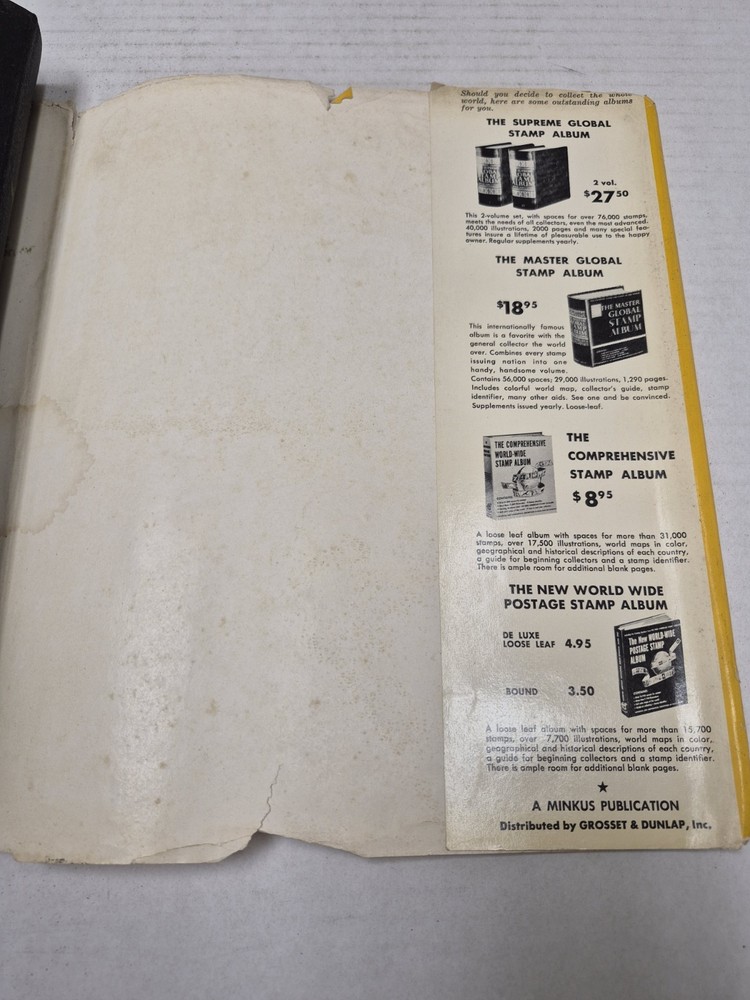 Should you decide to collect the whole
world, here are some outstanding albums
for you.
THE SUPREME GLOBAL
STAMP ALBUM
2 vol.
$27 50
This 2-volume set, with spaces for over 76,000 stamps,
meets the needs of all collectors, even the most advanced.
40,000 illustrations, 2000 pages and many special fea-
tures insure a lifetime of pleasurable use to the happy
owner. Regular supplements yearly.
THE MASTER GLOBAL
STAMP ALBUM
$18 95
THE MASTER
GLOBAL
STAMP
ALBUM
This internationally famous
album is a favorite with the
general collector the world
over. Combines every stamp
issuing nation into one
handy, handsome volume.
Contains 56,000 spaces; 29,000 illustrations, 1,290 pages.
Includes colorful world map, collector's guide, stamp
identifier, many other aids. See one and be convinced.
Supplements issued yearly. Loose-leaf.
THE COMPREHENSIVE
WORLD-WIDE
STAMP ALBUM
THE
COMPREHENSIVE
STAMP ALBUM
$8 95
A loose leaf album with spaces for more than 31,000
stamps, over 17,500 illustrations, world maps in color,
geographical and historical descriptions of each country,
a guide for beginning collectors and a stamp identifier.
There is ample room for additional blank pages.
THE NEW WORLD WIDE
POSTAGE STAMP ALBUM
DE LUXE
LOOSE LEAF 4.95
BOUND 3.50
The New WORLD-WIDE
POSTAGE STAMP
ALBUM
A loose leaf album with spaces for more than 15,700
stamps, over 7,700 illustrations, world maps in color,
geographical and historical descriptions of each country,
a guide for beginning collectors and a stamp identifier.
There is ample room for additional blank pages.
A MINKUS PUBLICATION
Distributed by GROSSET & DUNLAP, Inc.